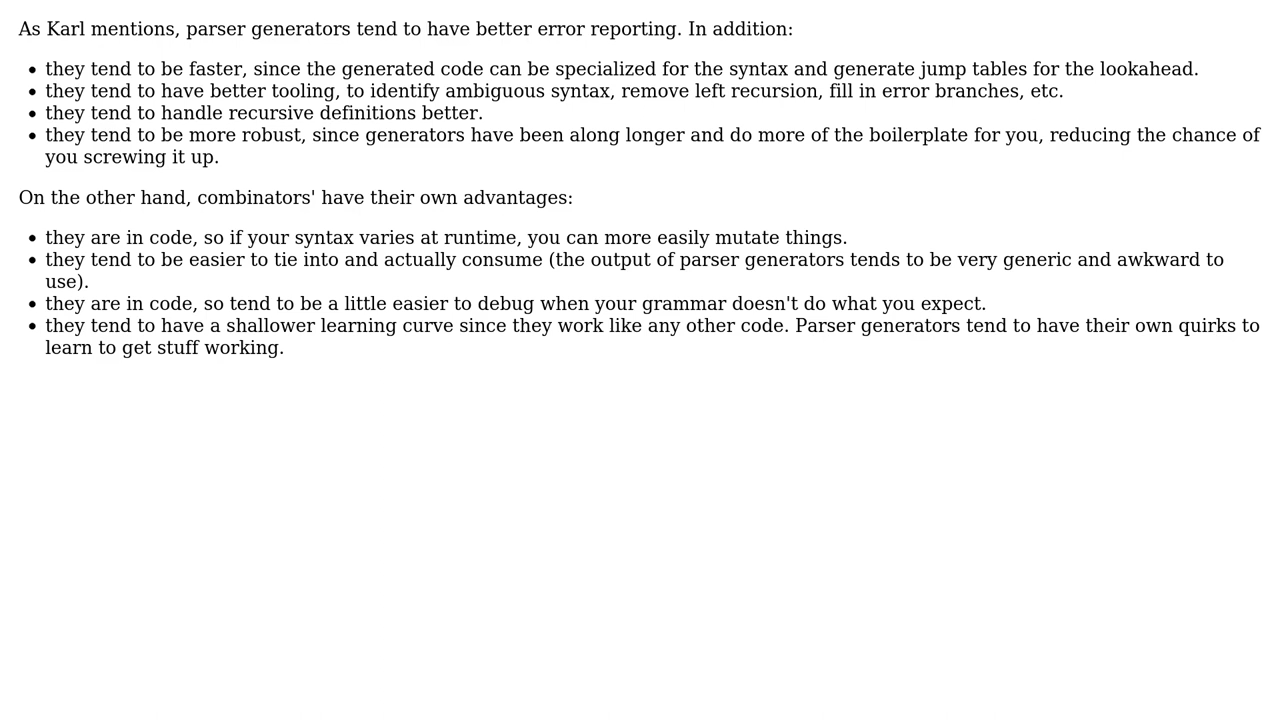 As Karl mentions, parser generators tend to have better error reporting. In addition:
• they tend to be faster, since the generated code can be specialized for the syntax and generate jump tables for the lookahead.
• they tend to have better tooling, to identify ambiguous syntax, remove left recursion, fill in error branches, etc.
• they tend to handle recursive definitions better.
• they tend to be more robust, since generators have been along longer and do more of the boilerplate for you, reducing the chance of
you screwing it up.
On the other hand, combinators' have their own advantages:
• they are in code, so if your syntax varies at runtime, you can more easily mutate things.
• they tend to be easier to tie into and actually consume (the output of parser generators tends to be very generic and awkward to
use).
• they are in code, so tend to be a little easier to debug when your grammar doesn't do what you expect.
• they tend to have a shallower learning curve since they work like any other code. Parser generators tend to have their own quirks to
learn to get stuff working.